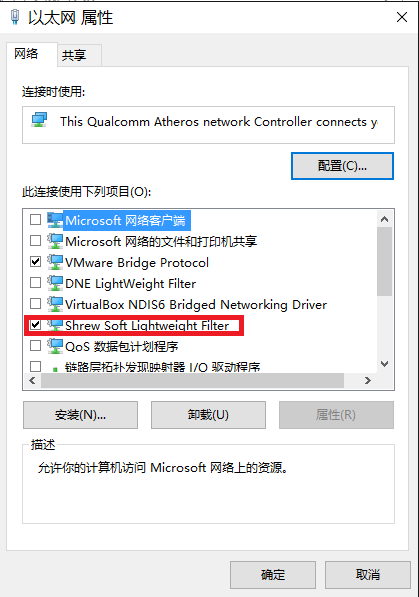 以太网 属性
网络
共享
连接时使用:
This Qualcomm Atheros network Controller connects y
配置(C)...
此连接使用下列项目(O):
Microsoft 网络客户端
Microsoft 网络的文件和打印机共享
VMware Bridge Protocol
DNE LightWeight Filter
VirtualBox NDIS6 Bridged Networking Driver
Shrew Soft Lightweight Filter
QoS 数据包计划程序
链路层拓扑发现映射器 I/O 驱动程序
安装(N)...
卸载(U)
属性(R)
描述
允许你的计算机访问 Microsoft 网络上的资源。
确定
取消